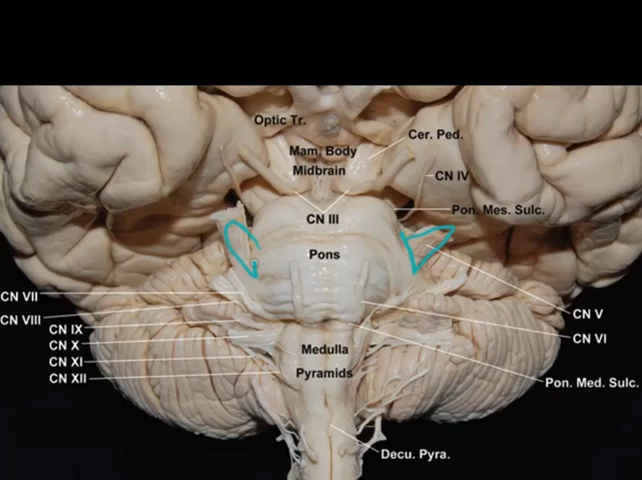 Optic Tr.
Cer. Ped.
Mam. Body
Midbrain
CN IV
Pon. Mes. Sulc.
CN III
Pons
CN VII
CN VIII
CN V
CN IX
CN VI
CN X
Medulla
CN XI
Pyramids
CN XII
Pon. Med. Sulc.
Decu. Pyra.